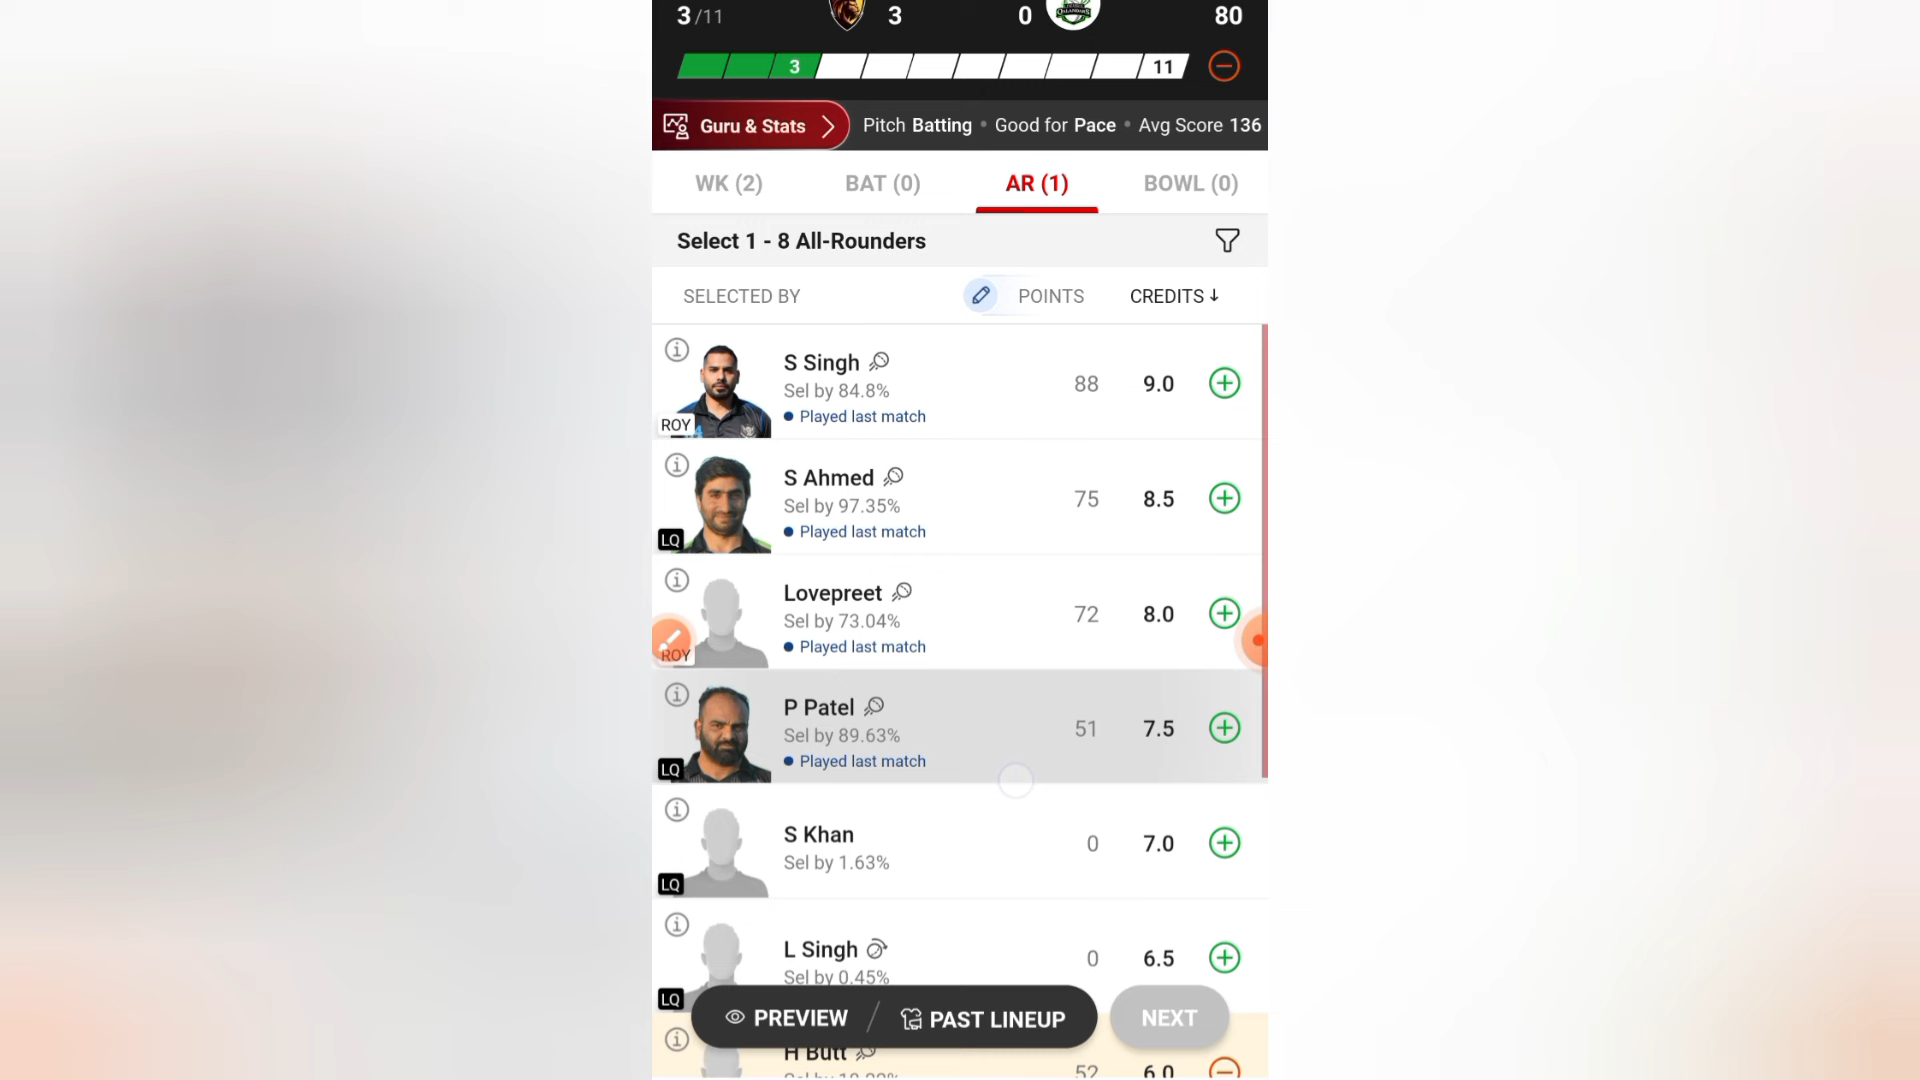 3 /11 3 0 80
3 11
Guru & Stats Pitch Batting • Good for Pace • Avg Score 136
WK (2) BAT (0) AR (1) BOWL (0)
Select 1 - 8 All-Rounders
SELECTED BY POINTS CREDITS ↓
S Singh
Sel by 84.8% 88 9.0
Played last match
ROY
S Ahmed
Sel by 97.35% 75 8.5
Played last match
LQ
Lovepreet
Sel by 73.04% 72 8.0
Played last match
ROY
P Patel
Sel by 89.63% 51 7.5
Played last match
LQ
S Khan
Sel by 1.63% 0 7.0
LQ
L Singh
Sel by 0.45% 0 6.5
LQ
PREVIEW / PAST LINEUP NEXT
H Butt
52 6.0